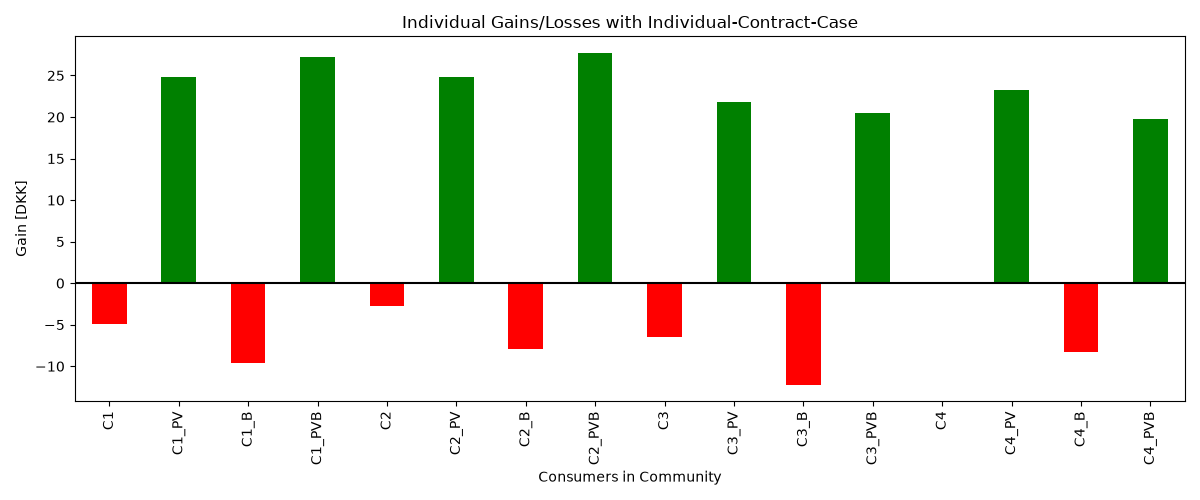 Individual Gains/Losses with Individual-Contract-Case
Gain [DKK]
25
20
15
10
5
0
−5
−10
C1
C1_PV
C1_B
C1_PVB
C2
C2_PV
C2_B
C2_PVB
C3
C3_PV
C3_B
C3_PVB
C4
C4_PV
C4_B
C4_PVB
Consumers in Community